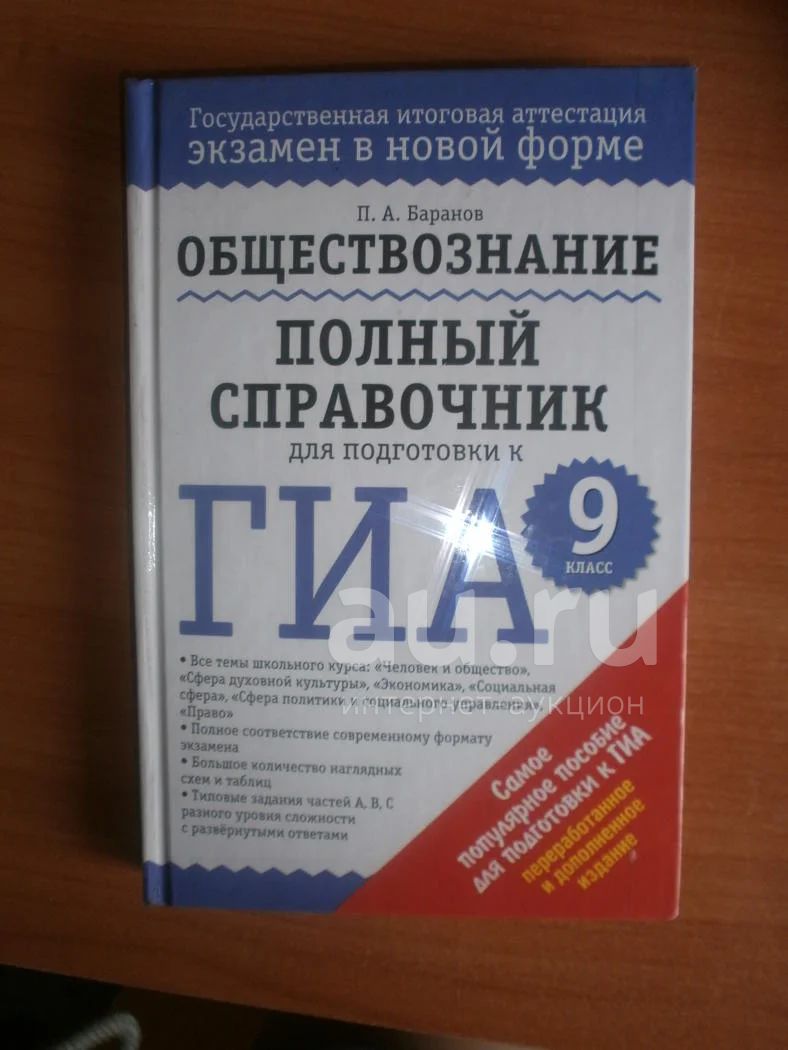 Государственная итоговая аттестация
экзамен в новой форме
П. А. Баранов
ОБЩЕСТВОЗНАНИЕ
ПОЛНЫЙ
СПРАВОЧНИК
для подготовки к
ГИА
9
КЛАСС
• Все темы школьного курса: «Человек и общество»,
«Сфера духовной культуры», «Экономика», «Социальная
сфера», «Сфера политики и социального управления»,
«Право»
• Полное соответствие современному формату
экзамена
• Большое количество наглядных
схем и таблиц
• Типовые задания частей А, В, С
разного уровня сложности
с развёрнутыми ответами
Самое
популярное пособие
для подготовки к ГИА
переработанное
и дополненное
издание
au.ru
интернет-аукцион